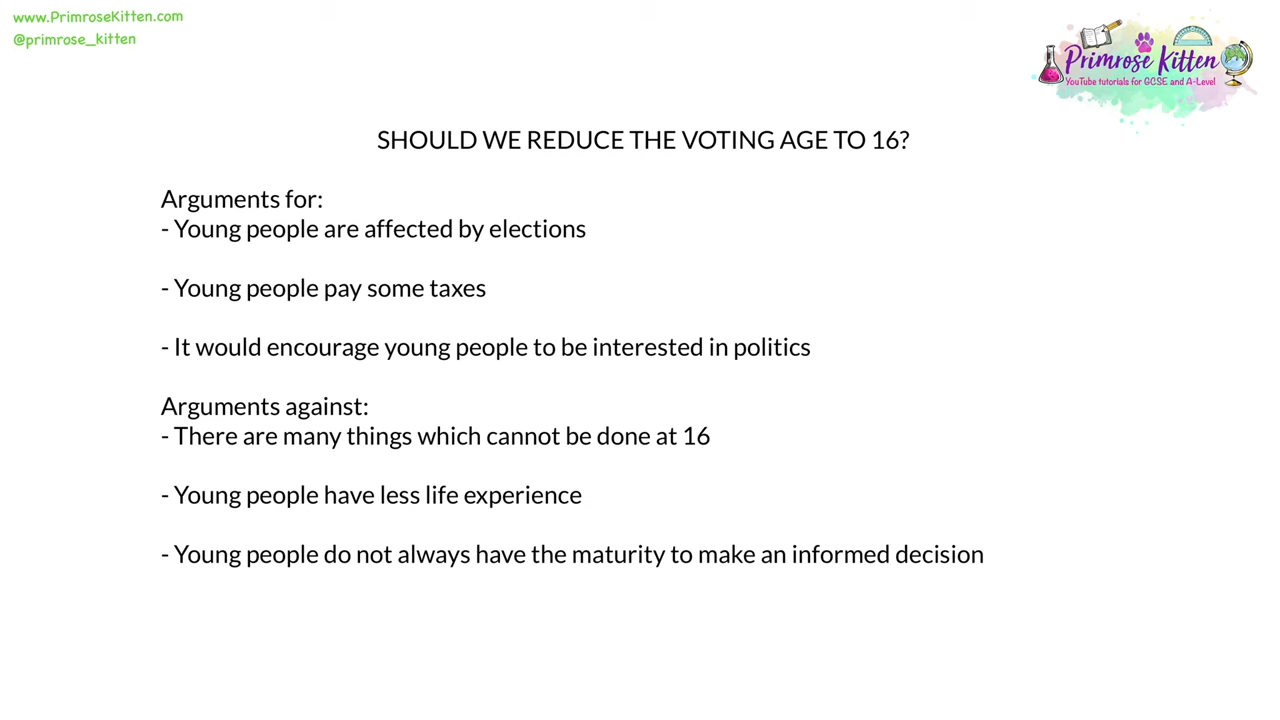 www.PrimroseKitten.com
@primrose_kitten
Primrose Kitten
YouTube tutorials for GCSE and A-Level
SHOULD WE REDUCE THE VOTING AGE TO 16?
Arguments for:
- Young people are affected by elections
- Young people pay some taxes
- It would encourage young people to be interested in politics
Arguments against:
- There are many things which cannot be done at 16
- Young people have less life experience
- Young people do not always have the maturity to make an informed decision